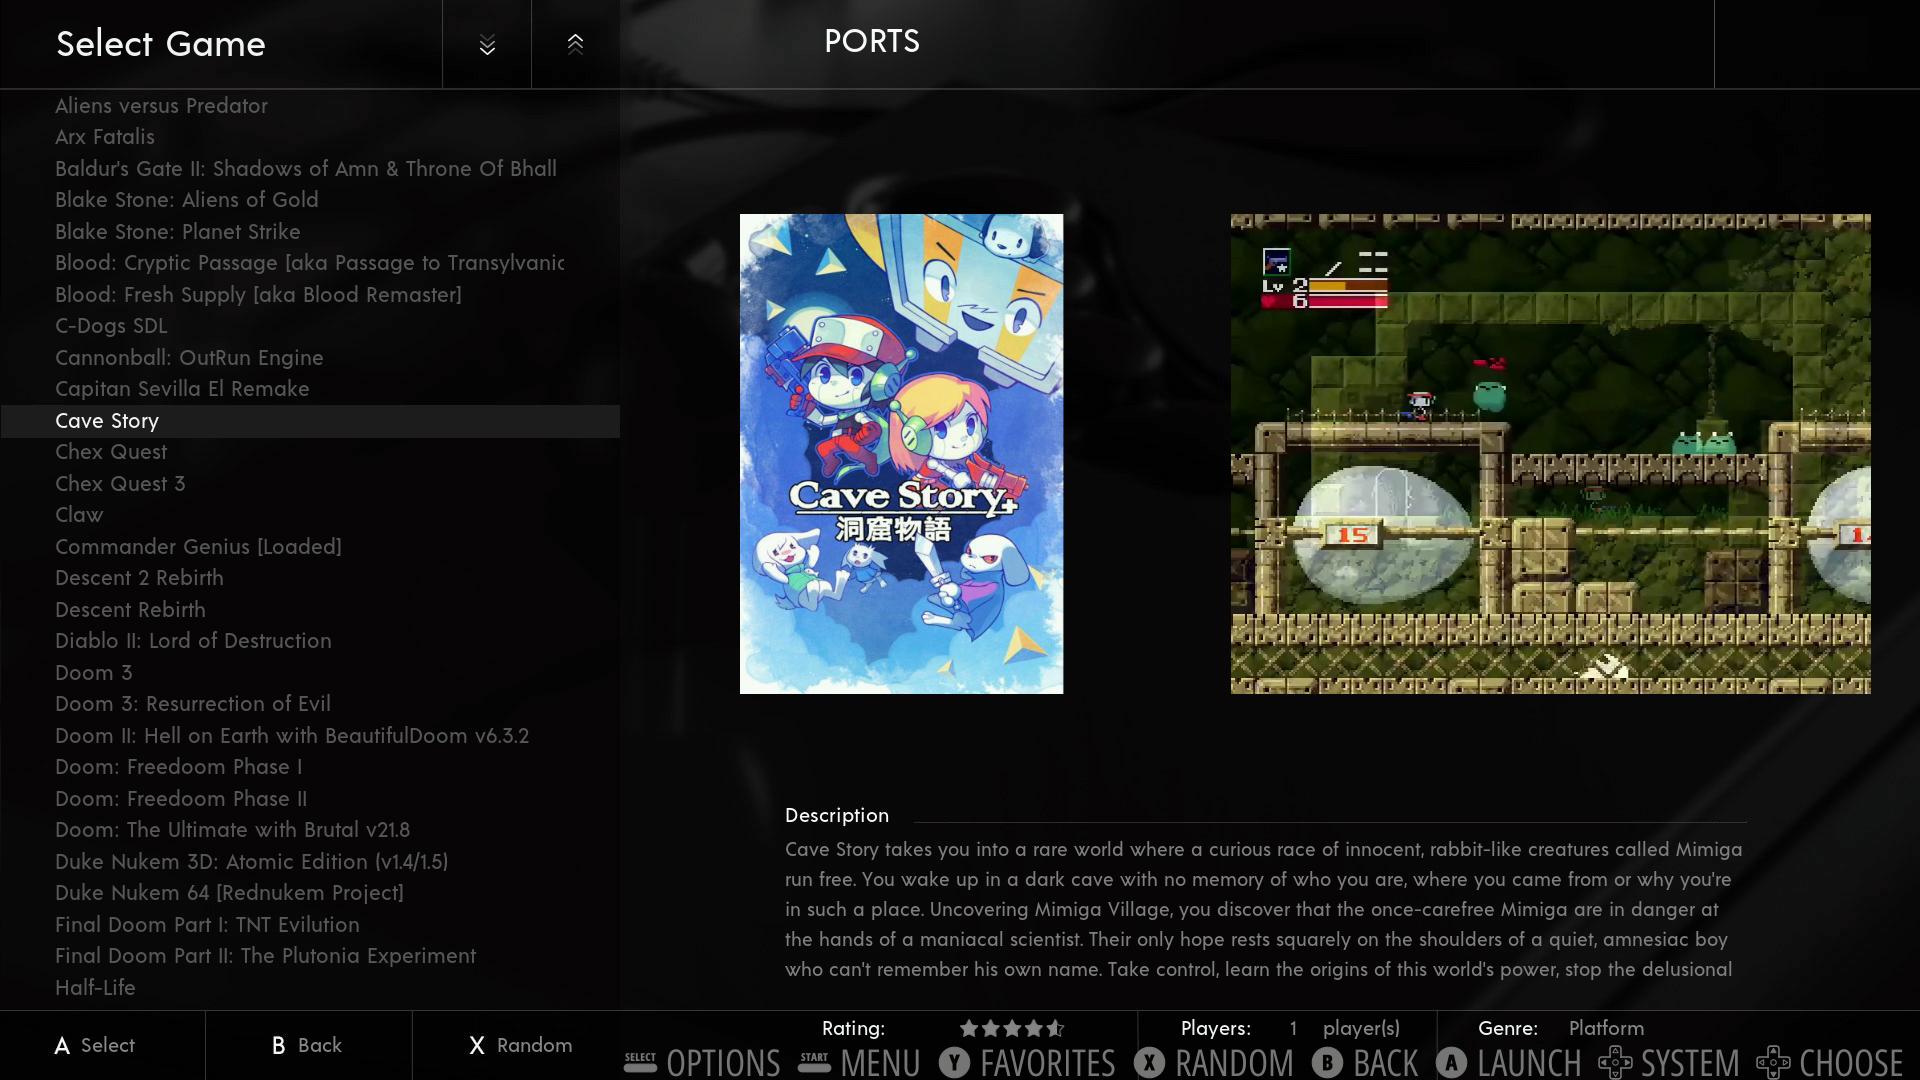 Select Game
PORTS
Aliens versus Predator
Arx Fatalis
Baldur's Gate II: Shadows of Amn & Throne Of Bhall
Blake Stone: Aliens of Gold
Blake Stone: Planet Strike
Blood: Cryptic Passage [aka Passage to Transylvanic
Blood: Fresh Supply [aka Blood Remaster]
C-Dogs SDL
Cannonball: OutRun Engine
Capitan Sevilla El Remake
Cave Story
Chex Quest
Chex Quest 3
Claw
Commander Genius [Loaded]
Descent 2 Rebirth
Descent Rebirth
Diablo II: Lord of Destruction
Doom 3
Doom 3: Resurrection of Evil
Doom II: Hell on Earth with BeautifulDoom v6.3.2
Doom: Freedoom Phase I
Doom: Freedoom Phase II
Doom: The Ultimate with Brutal v21.8
Duke Nukem 3D: Atomic Edition (v1.4/1.5)
Duke Nukem 64 [Rednukem Project]
Final Doom Part I: TNT Evilution
Final Doom Part II: The Plutonia Experiment
Half-Life
Cave Story+
洞窟物語
Lv 2
6
15
Description
Cave Story takes you into a rare world where a curious race of innocent, rabbit-like creatures called Mimiga
run free. You wake up in a dark cave with no memory of who you are, where you came from or why you're
in such a place. Uncovering Mimiga Village, you discover that the once-carefree Mimiga are in danger at
the hands of a maniacal scientist. Their only hope rests squarely on the shoulders of a quiet, amnesiac boy
who can't remember his own name. Take control, learn the origins of this world's power, stop the delusional
Rating: Players: 1 player(s) Genre: Platform
A Select B Back X Random
SELECT OPTIONS START MENU Y FAVORITES X RANDOM B BACK A LAUNCH SYSTEM CHOOSE